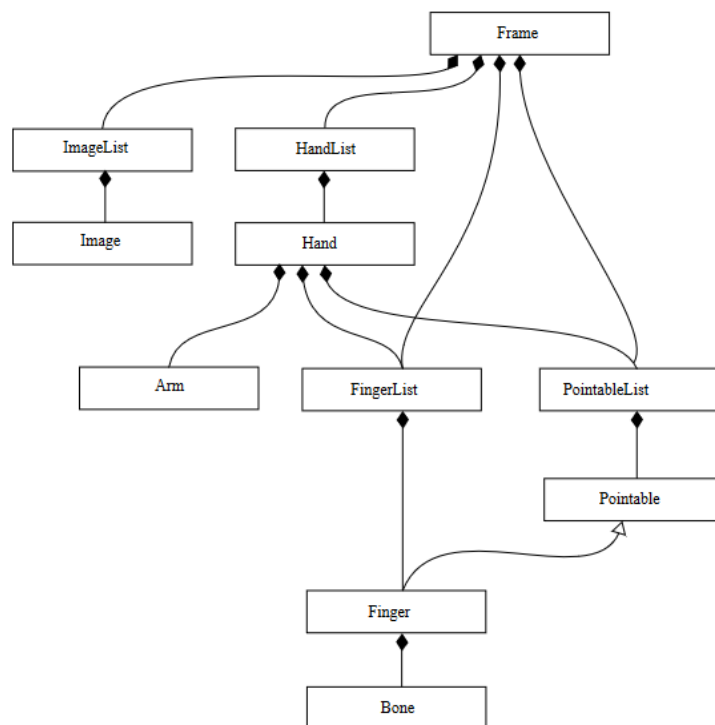 Frame
ImageList
HandList
Image
Hand
Arm
FingerList
PointableList
Pointable
Finger
Bone